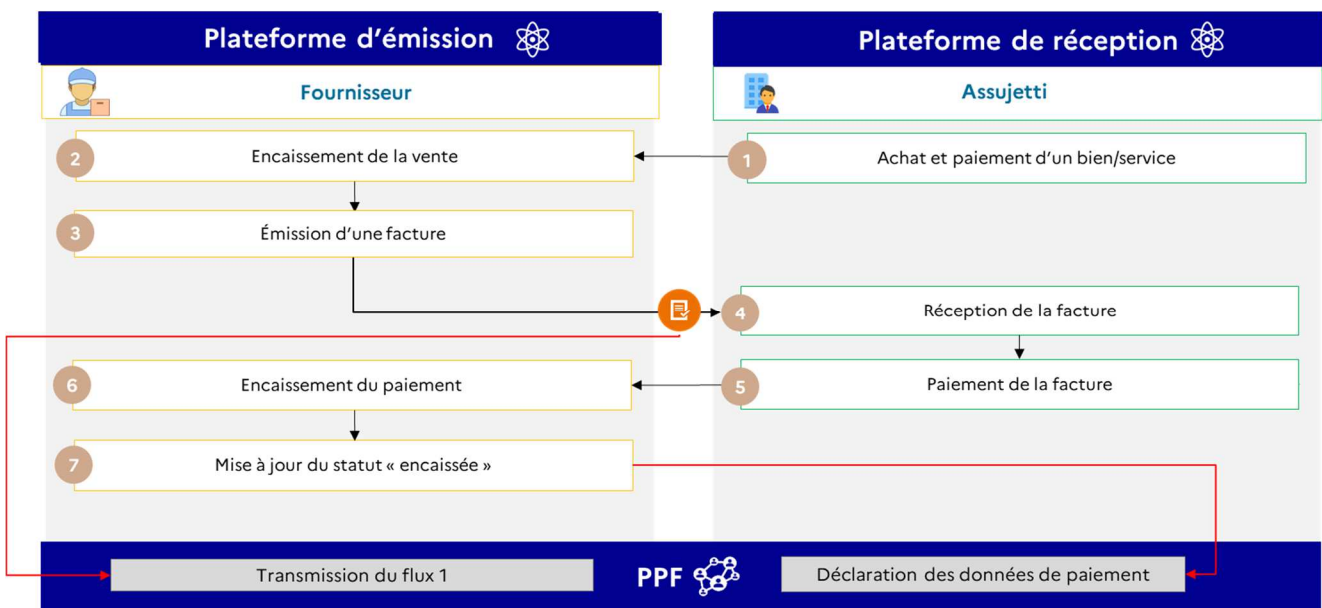 Plateforme d'émission
Plateforme de réception
Fournisseur
Assujetti
2
Encaissement de la vente
1
Achat et paiement d'un bien/service
3
Émission d'une facture
4
Réception de la facture
6
Encaissement du paiement
5
Paiement de la facture
7
Mise à jour du statut « encaissée »
Transmission du flux 1
PPF
Déclaration des données de paiement